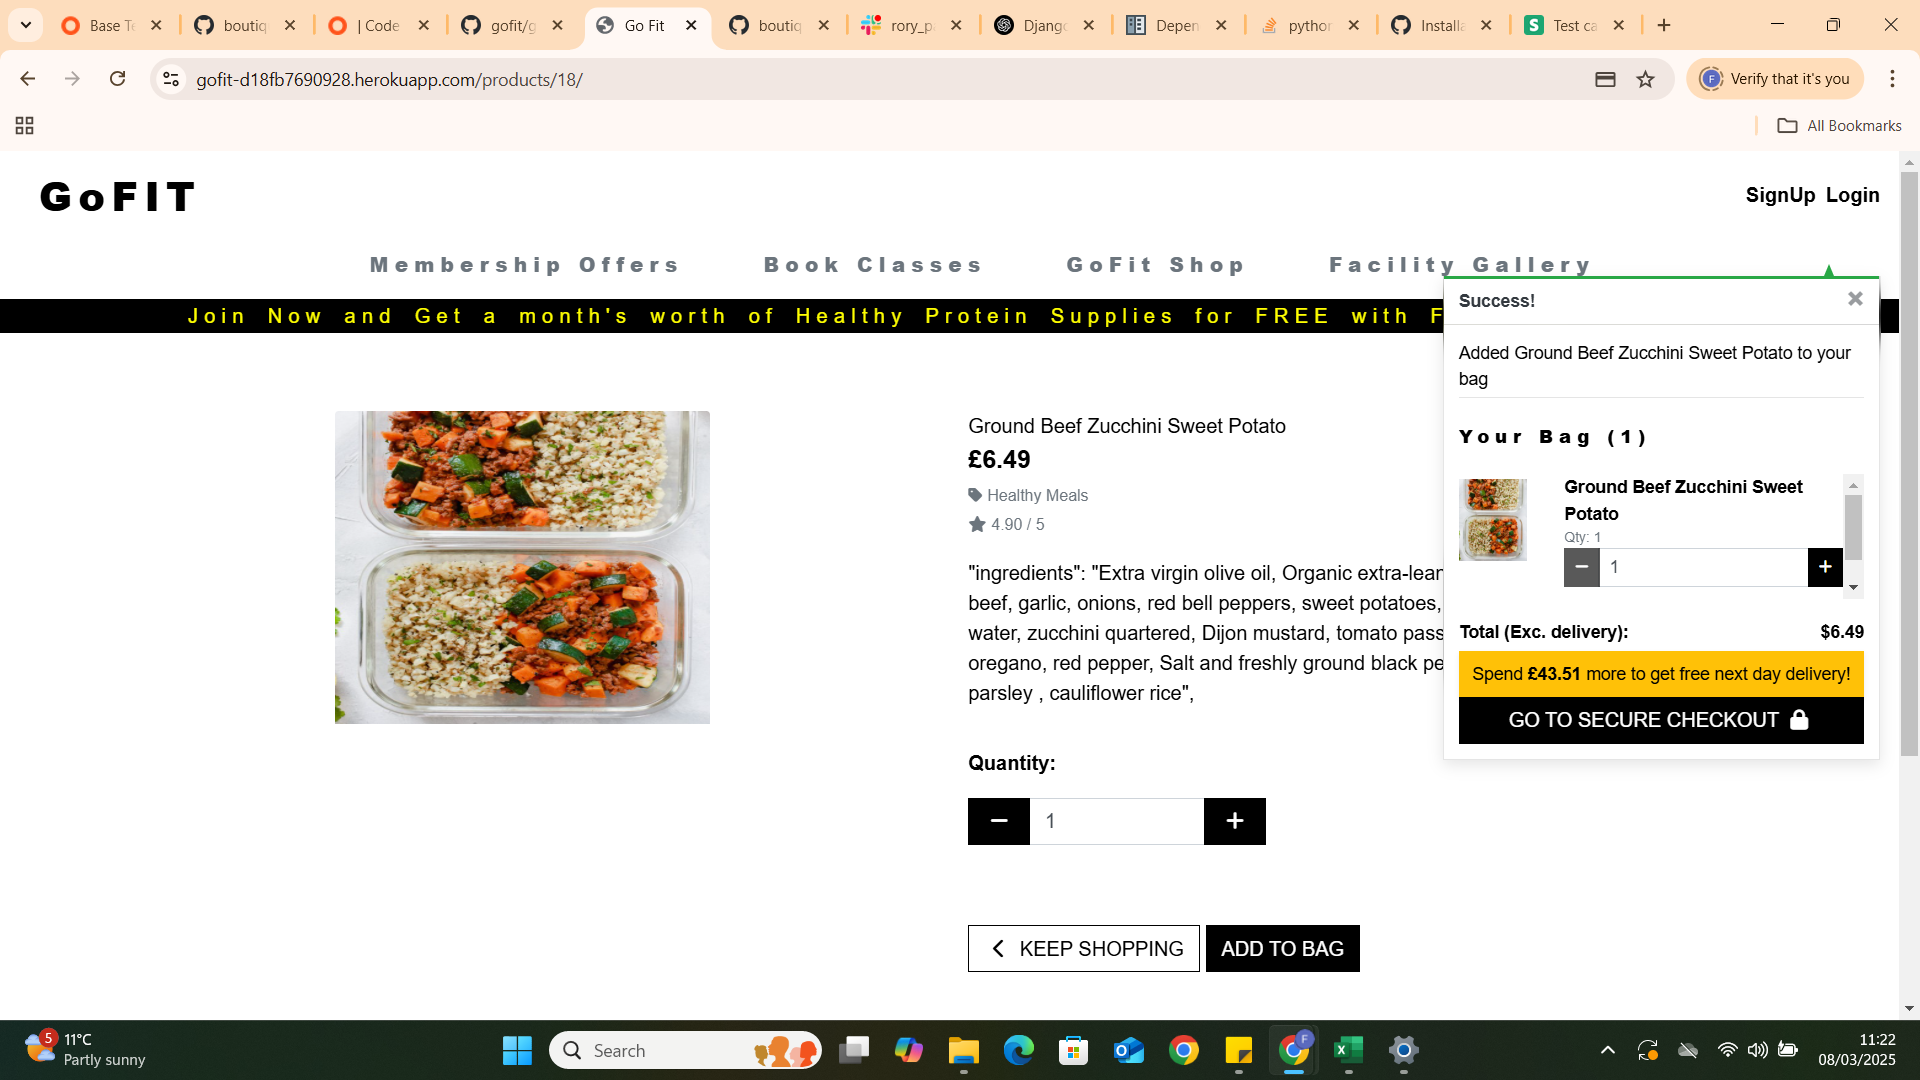 Base Te
boutiq
| Code
gofit/g
Go Fit
boutiq
rory_p
Django
Depen
python
Installa
Test ca
gofit-d18fb7690928.herokuapp.com/products/18/
Verify that it's you
All Bookmarks
GoFIT
SignUp Login
Membership Offers Book Classes GoFit Shop Facility Gallery
Join Now and Get a month's worth of Healthy Protein Supplies for FREE with F
Success!
Added Ground Beef Zucchini Sweet Potato to your
bag
Your Bag (1)
Ground Beef Zucchini Sweet
Potato
Qty: 1
1
Total (Exc. delivery): $6.49
Spend £43.51 more to get free next day delivery!
GO TO SECURE CHECKOUT
Ground Beef Zucchini Sweet Potato
£6.49
Healthy Meals
4.90 / 5
"ingredients": "Extra virgin olive oil, Organic extra-lean
beef, garlic, onions, red bell peppers, sweet potatoes,
water, zucchini quartered, Dijon mustard, tomato pass
oregano, red pepper, Salt and freshly ground black pe
parsley , cauliflower rice",
Quantity:
1
KEEP SHOPPING
ADD TO BAG
5
11°C
Partly sunny
Search
11:22
08/03/2025